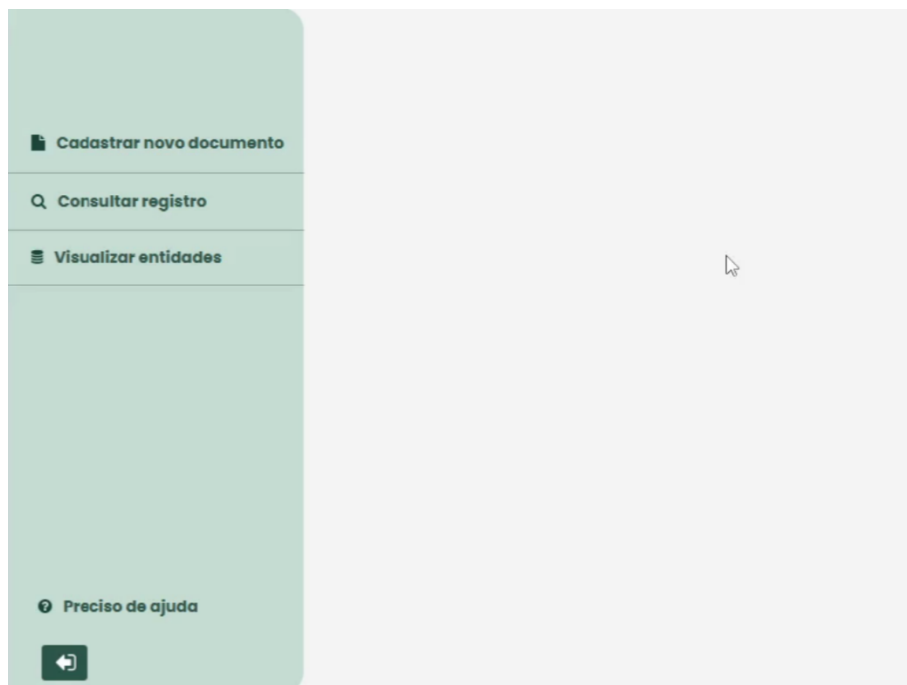 Cadastrar novo documento
Consultar registro
Visualizar entidades
Preciso de ajuda